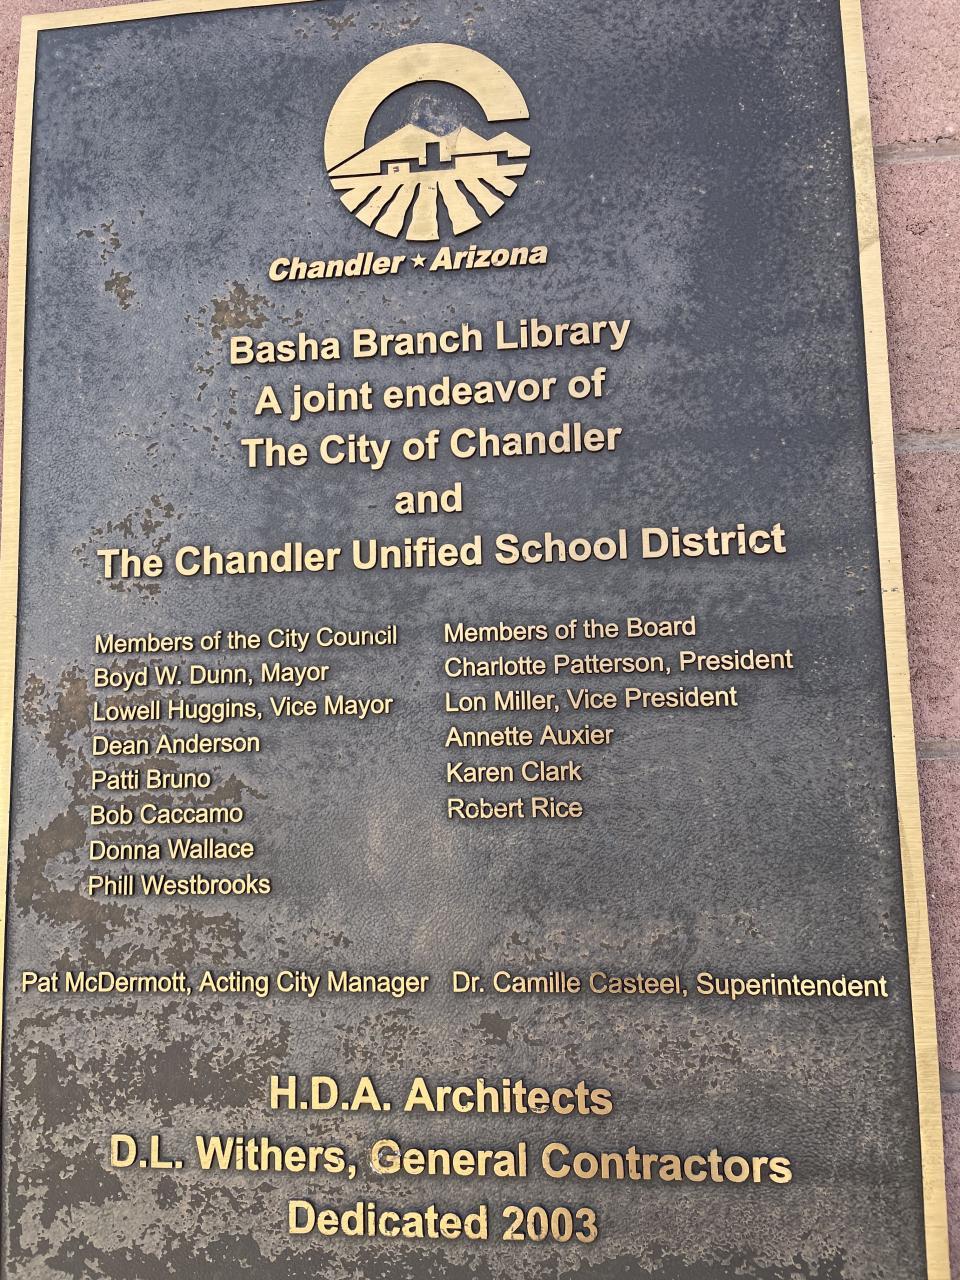 Chandler ★ Arizona
Basha Branch Library
A joint endeavor of
The City of Chandler
and
The Chandler Unified School District
Members of the City Council
Boyd W. Dunn, Mayor
Lowell Huggins, Vice Mayor
Dean Anderson
Patti Bruno
Bob Caccamo
Donna Wallace
Phill Westbrooks
Members of the Board
Charlotte Patterson, President
Lon Miller, Vice President
Annette Auxier
Karen Clark
Robert Rice
Pat McDermott, Acting City Manager
Dr. Camille Casteel, Superintendent
H.D.A. Architects
D.L. Withers, General Contractors
Dedicated 2003